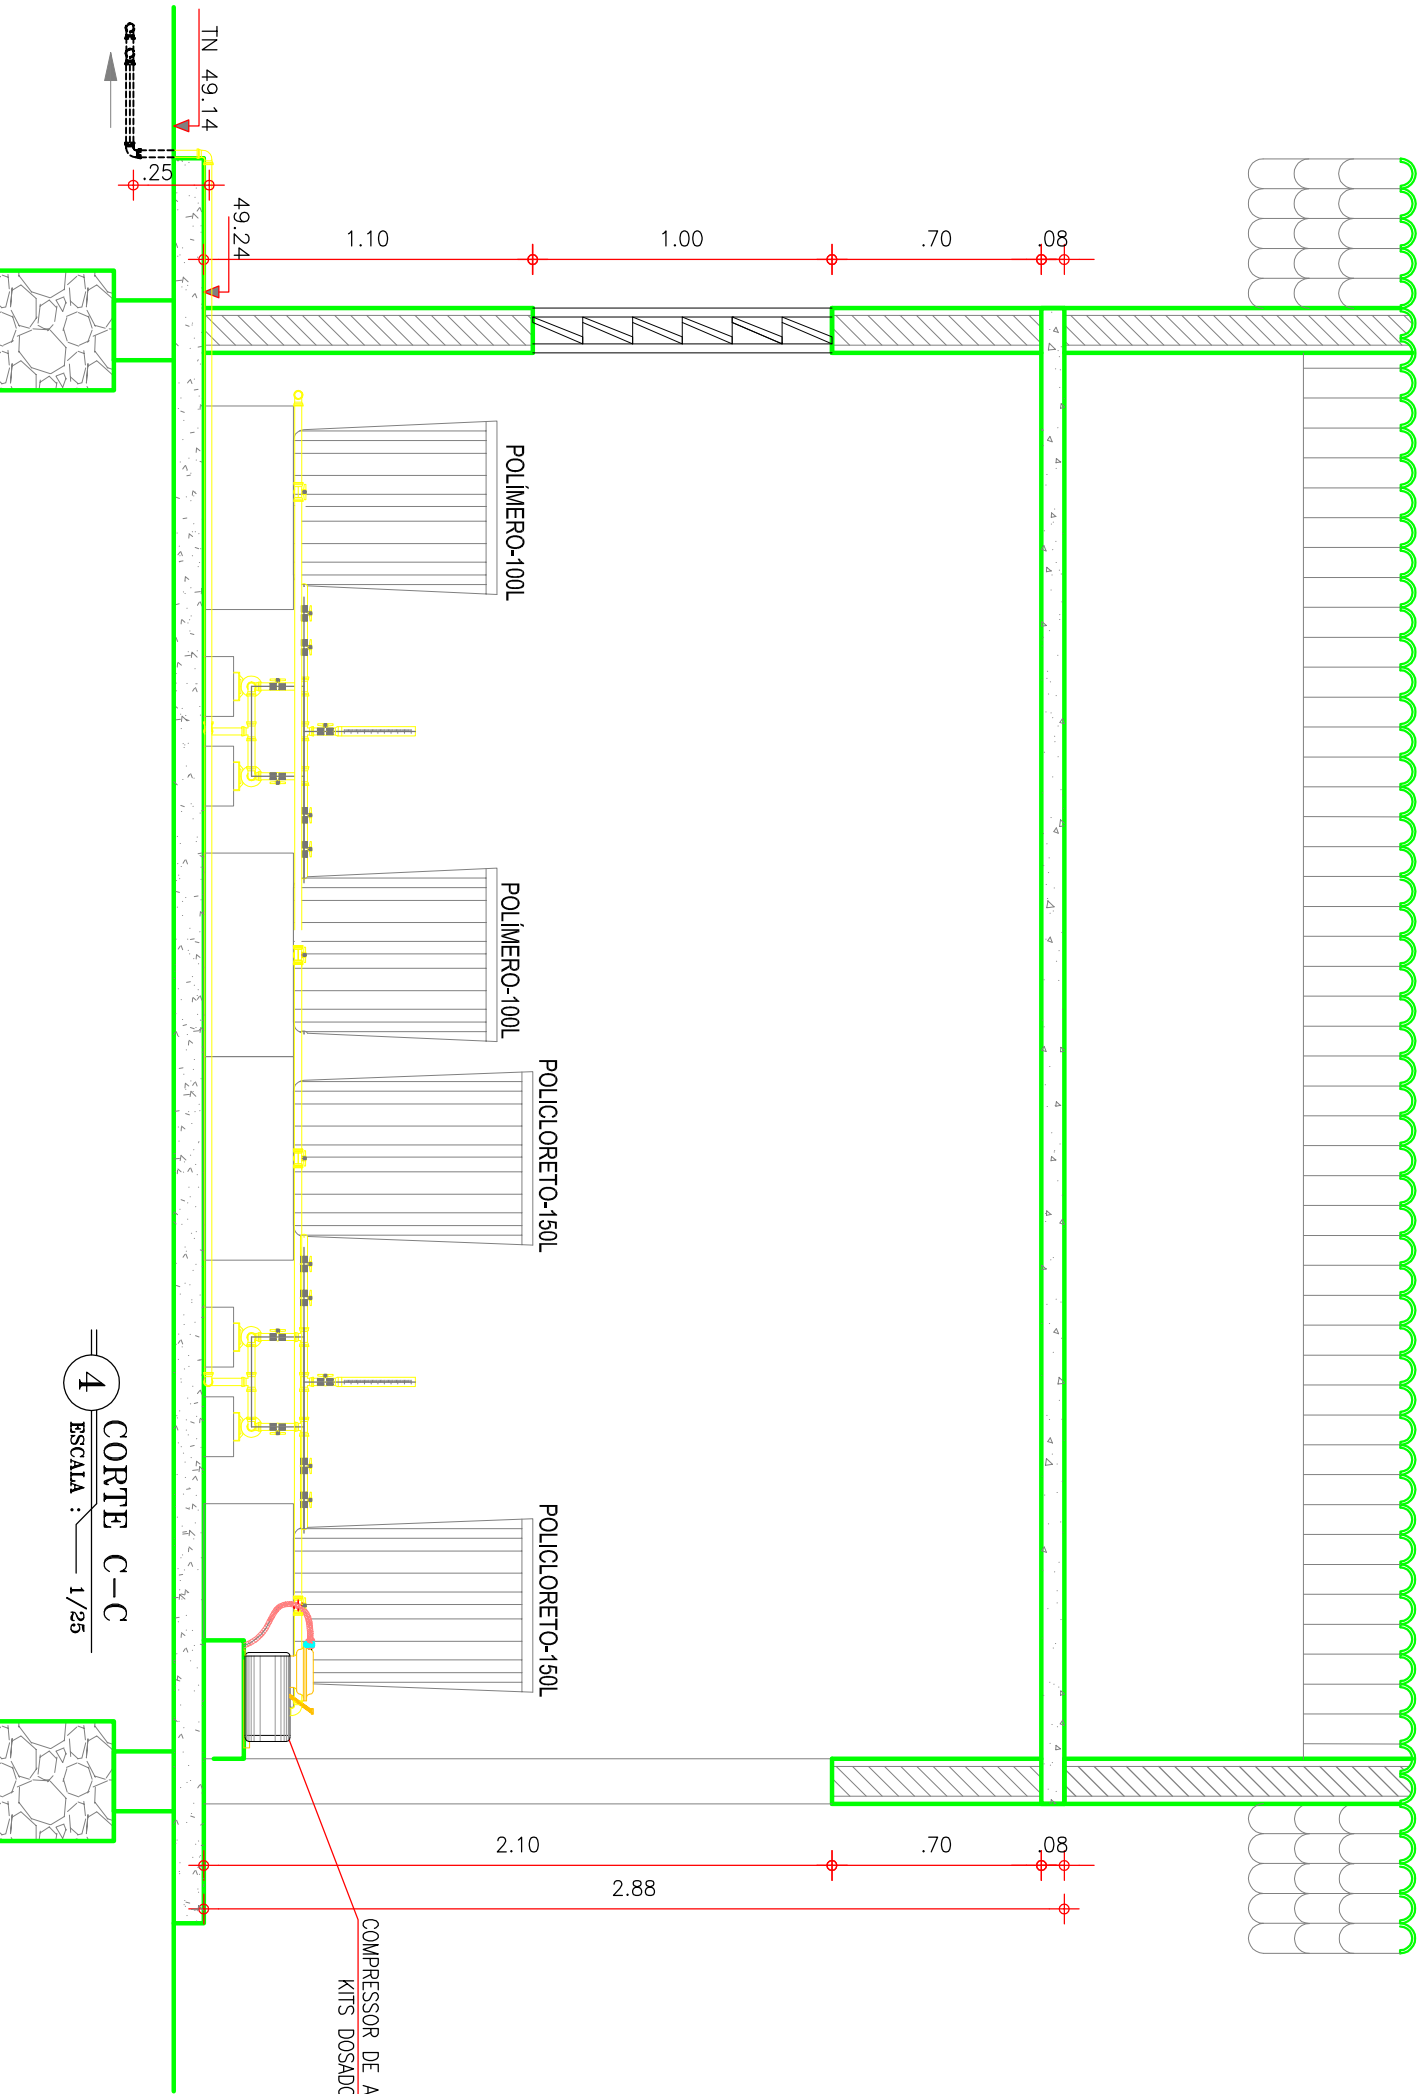 TN 49.14
.25
49.24
1.10
1.00
.70
.08
POLÍMERO-100L
POLÍMERO-100L
POLICLORETO-150L
POLICLORETO-150L
2.10
.70
.08
2.88
COMPRESSOR DE
KITS
4
CORTE C-C
ESCALA : 1/25